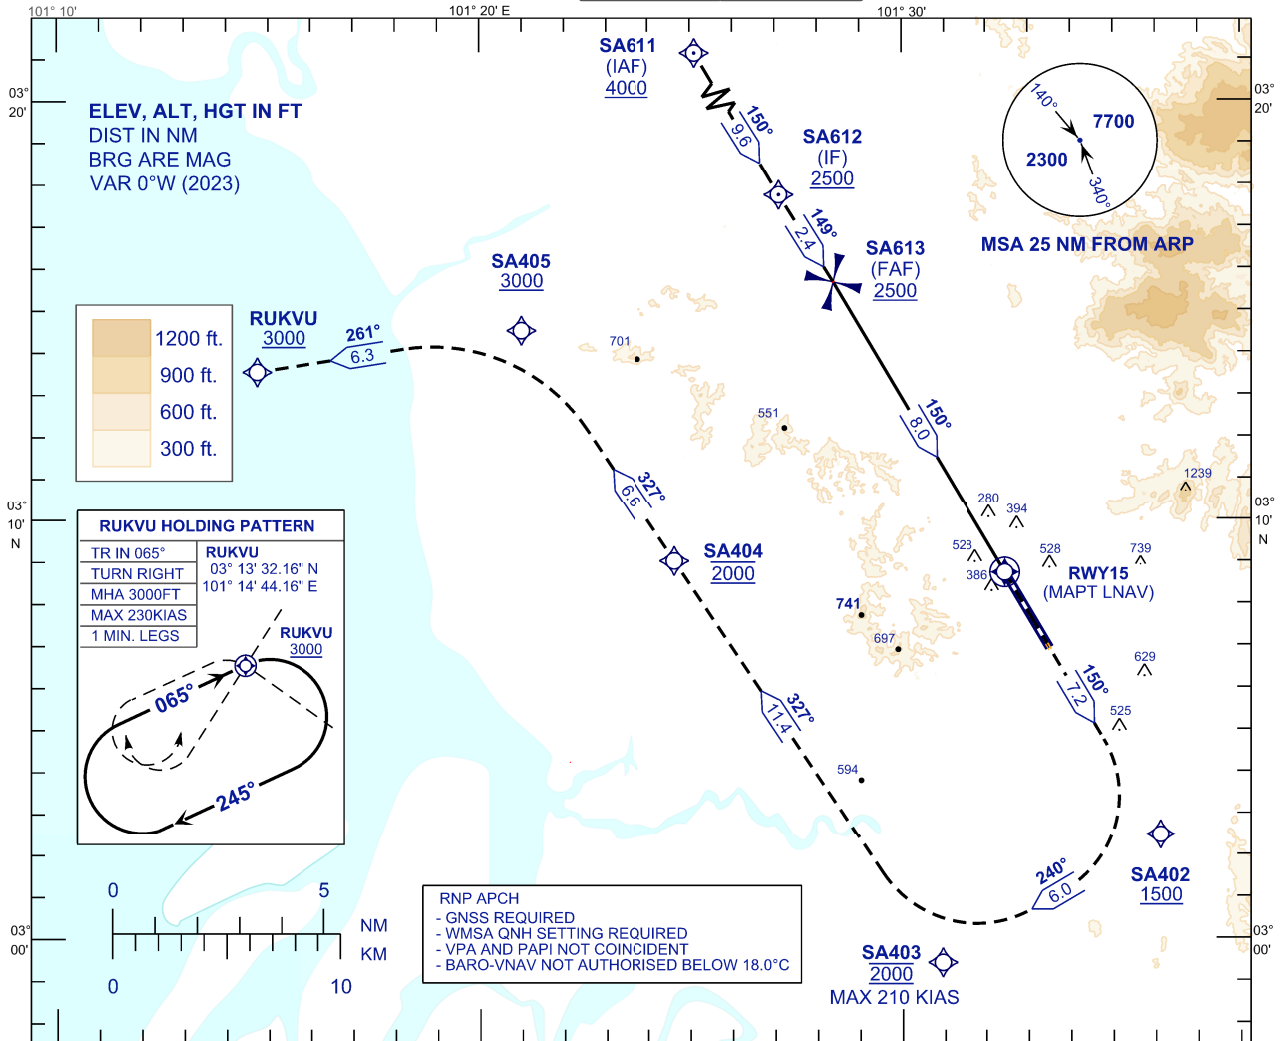 101° 10'
101° 20' E
101° 30'
03°
20'
03°
20'
ELEV, ALT, HGT IN FT
DIST IN NM
BRG ARE MAG
VAR 0°W (2023)
SA611
(IAF)
4000
150°
9.6
SA612
(IF)
2500
149°
2.4
SA613
(FAF)
2500
140°
7700
2300
340°
MSA 25 NM FROM ARP
SA405
3000
RUKVU
3000
261°
6.3
1200 ft.
900 ft.
600 ft.
300 ft.
701
551
150°
8.0
327°
1239
03°
10'
N
03°
10'
N
280
394
523
528
739
386
RWY15
(MAPT LNAV)
SA404
2000
741
697
629
525
150°
7.2
327°
11.4
594
RUKVU HOLDING PATTERN
TR IN 065°
TURN RIGHT
MHA 3000FT
MAX 230KIAS
1 MIN. LEGS
RUKVU
03° 13' 32.16" N
101° 14' 44.16" E
RUKVU
3000
065°
245°
SA402
1500
240°
6.0
SA403
2000
MAX 210 KIAS
RNP APCH
- GNSS REQUIRED
- WMSA QNH SETTING REQUIRED
- VPA AND PAPI NOT COINCIDENT
- BARO-VNAV NOT AUTHORISED BELOW 18.0°C
0
5
NM
KM
0
10
03°
00'
03°
00'